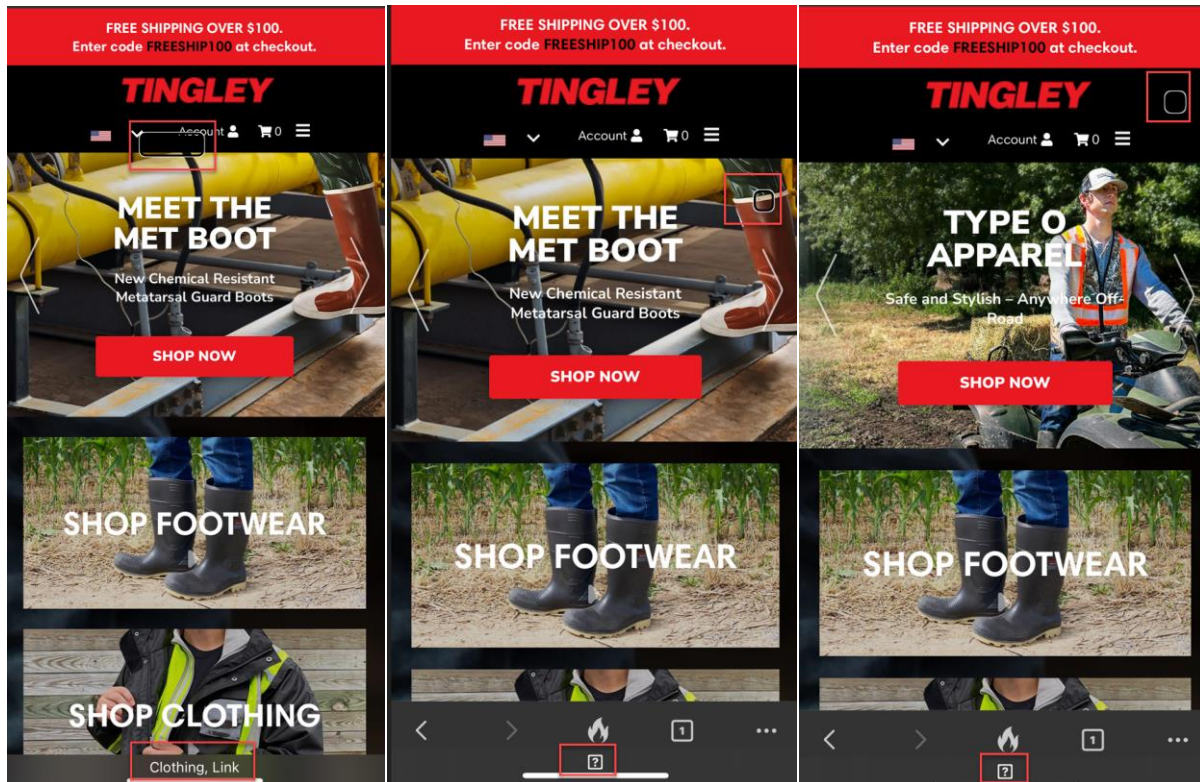 FREE SHIPPING OVER $100.
Enter code FREESHIP100 at checkout.
TINGLEY
Account 0
MEET THE
MET BOOT
New Chemical Resistant
Metatarsal Guard Boots
SHOP NOW
SHOP FOOTWEAR
SHOP CLOTHING
Clothing, Link
FREE SHIPPING OVER $100.
Enter code FREESHIP100 at checkout.
TINGLEY
Account 0
MEET THE
MET BOOT
New Chemical Resistant
Metatarsal Guard Boots
SHOP NOW
SHOP FOOTWEAR
1
?
FREE SHIPPING OVER $100.
Enter code FREESHIP100 at checkout.
TINGLEY
Account 0
TYPE O
APPAREL
Safe and Stylish – Anywhere Off-
Road
SHOP NOW
SHOP FOOTWEAR
1
?